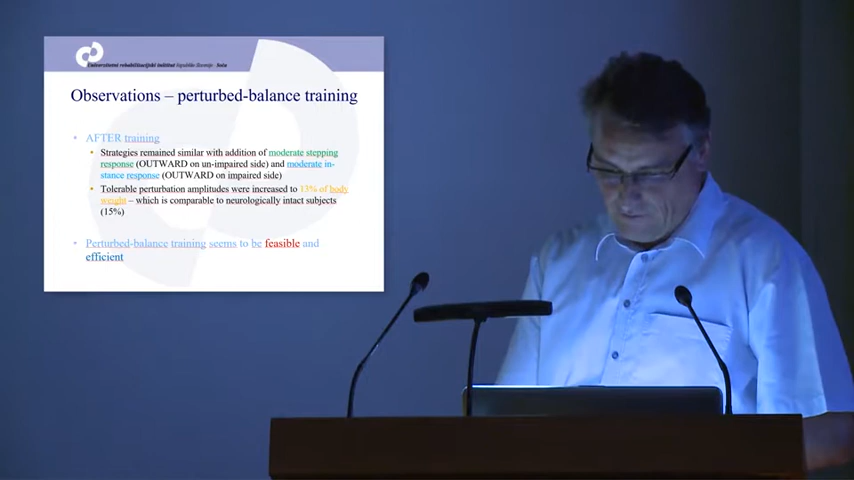 Univerzitetni rehabilitacijski inštitut Republike Slovenije - Soča
Observations – perturbed-balance training
AFTER training
Strategies remained similar with addition of moderate stepping
response (OUTWARD on un-impaired side) and moderate in-
stance response (OUTWARD on impaired side)
Tolerable perturbation amplitudes were increased to 13% of body
weight – which is comparable to neurologically intact subjects
(15%)
Perturbed-balance training seems to be feasible and
efficient